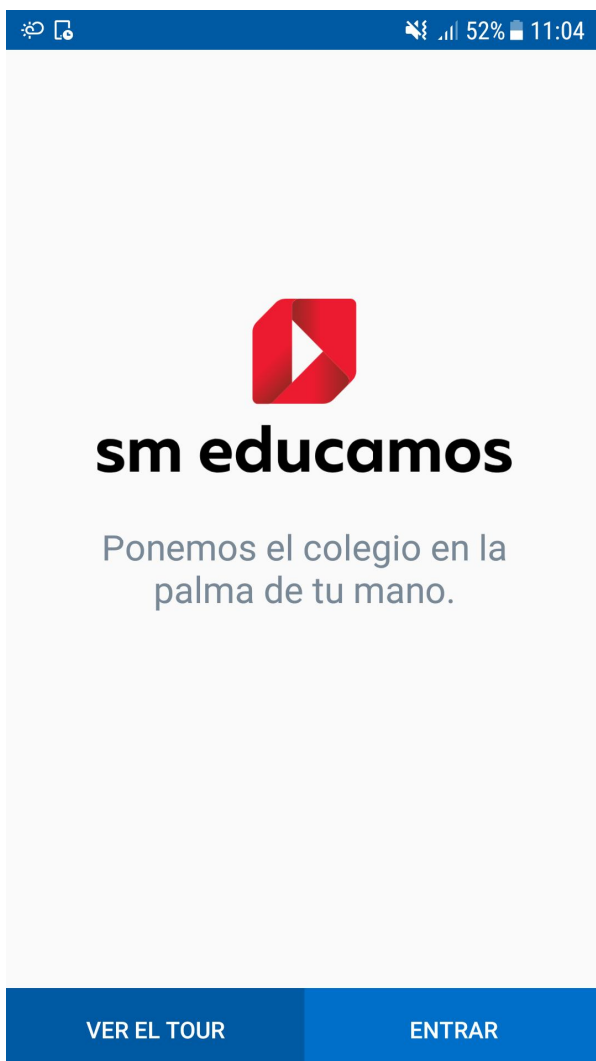 52% 11:04
sm educamos
Ponemos el colegio en la
palma de tu mano.
VER EL TOUR ENTRAR